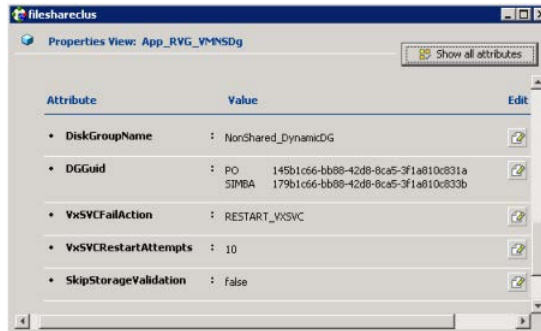 fileshareclus
Properties View: App_RVG_VMNSDg
Show all attributes
Attribute Value Edit
• DiskGroupName : NonShared_DynamicDG
• DGGuid : PO 145b1c66-bb88-42d8-8ca5-3f1a810c831a
SIMBA 179b1c66-bb88-42d8-8ca5-3f1a810c833b
• VxSVCFailAction : RESTART_VXSVC
• VxSVCRestartAttempts : 10
• SkipStorageValidation : false